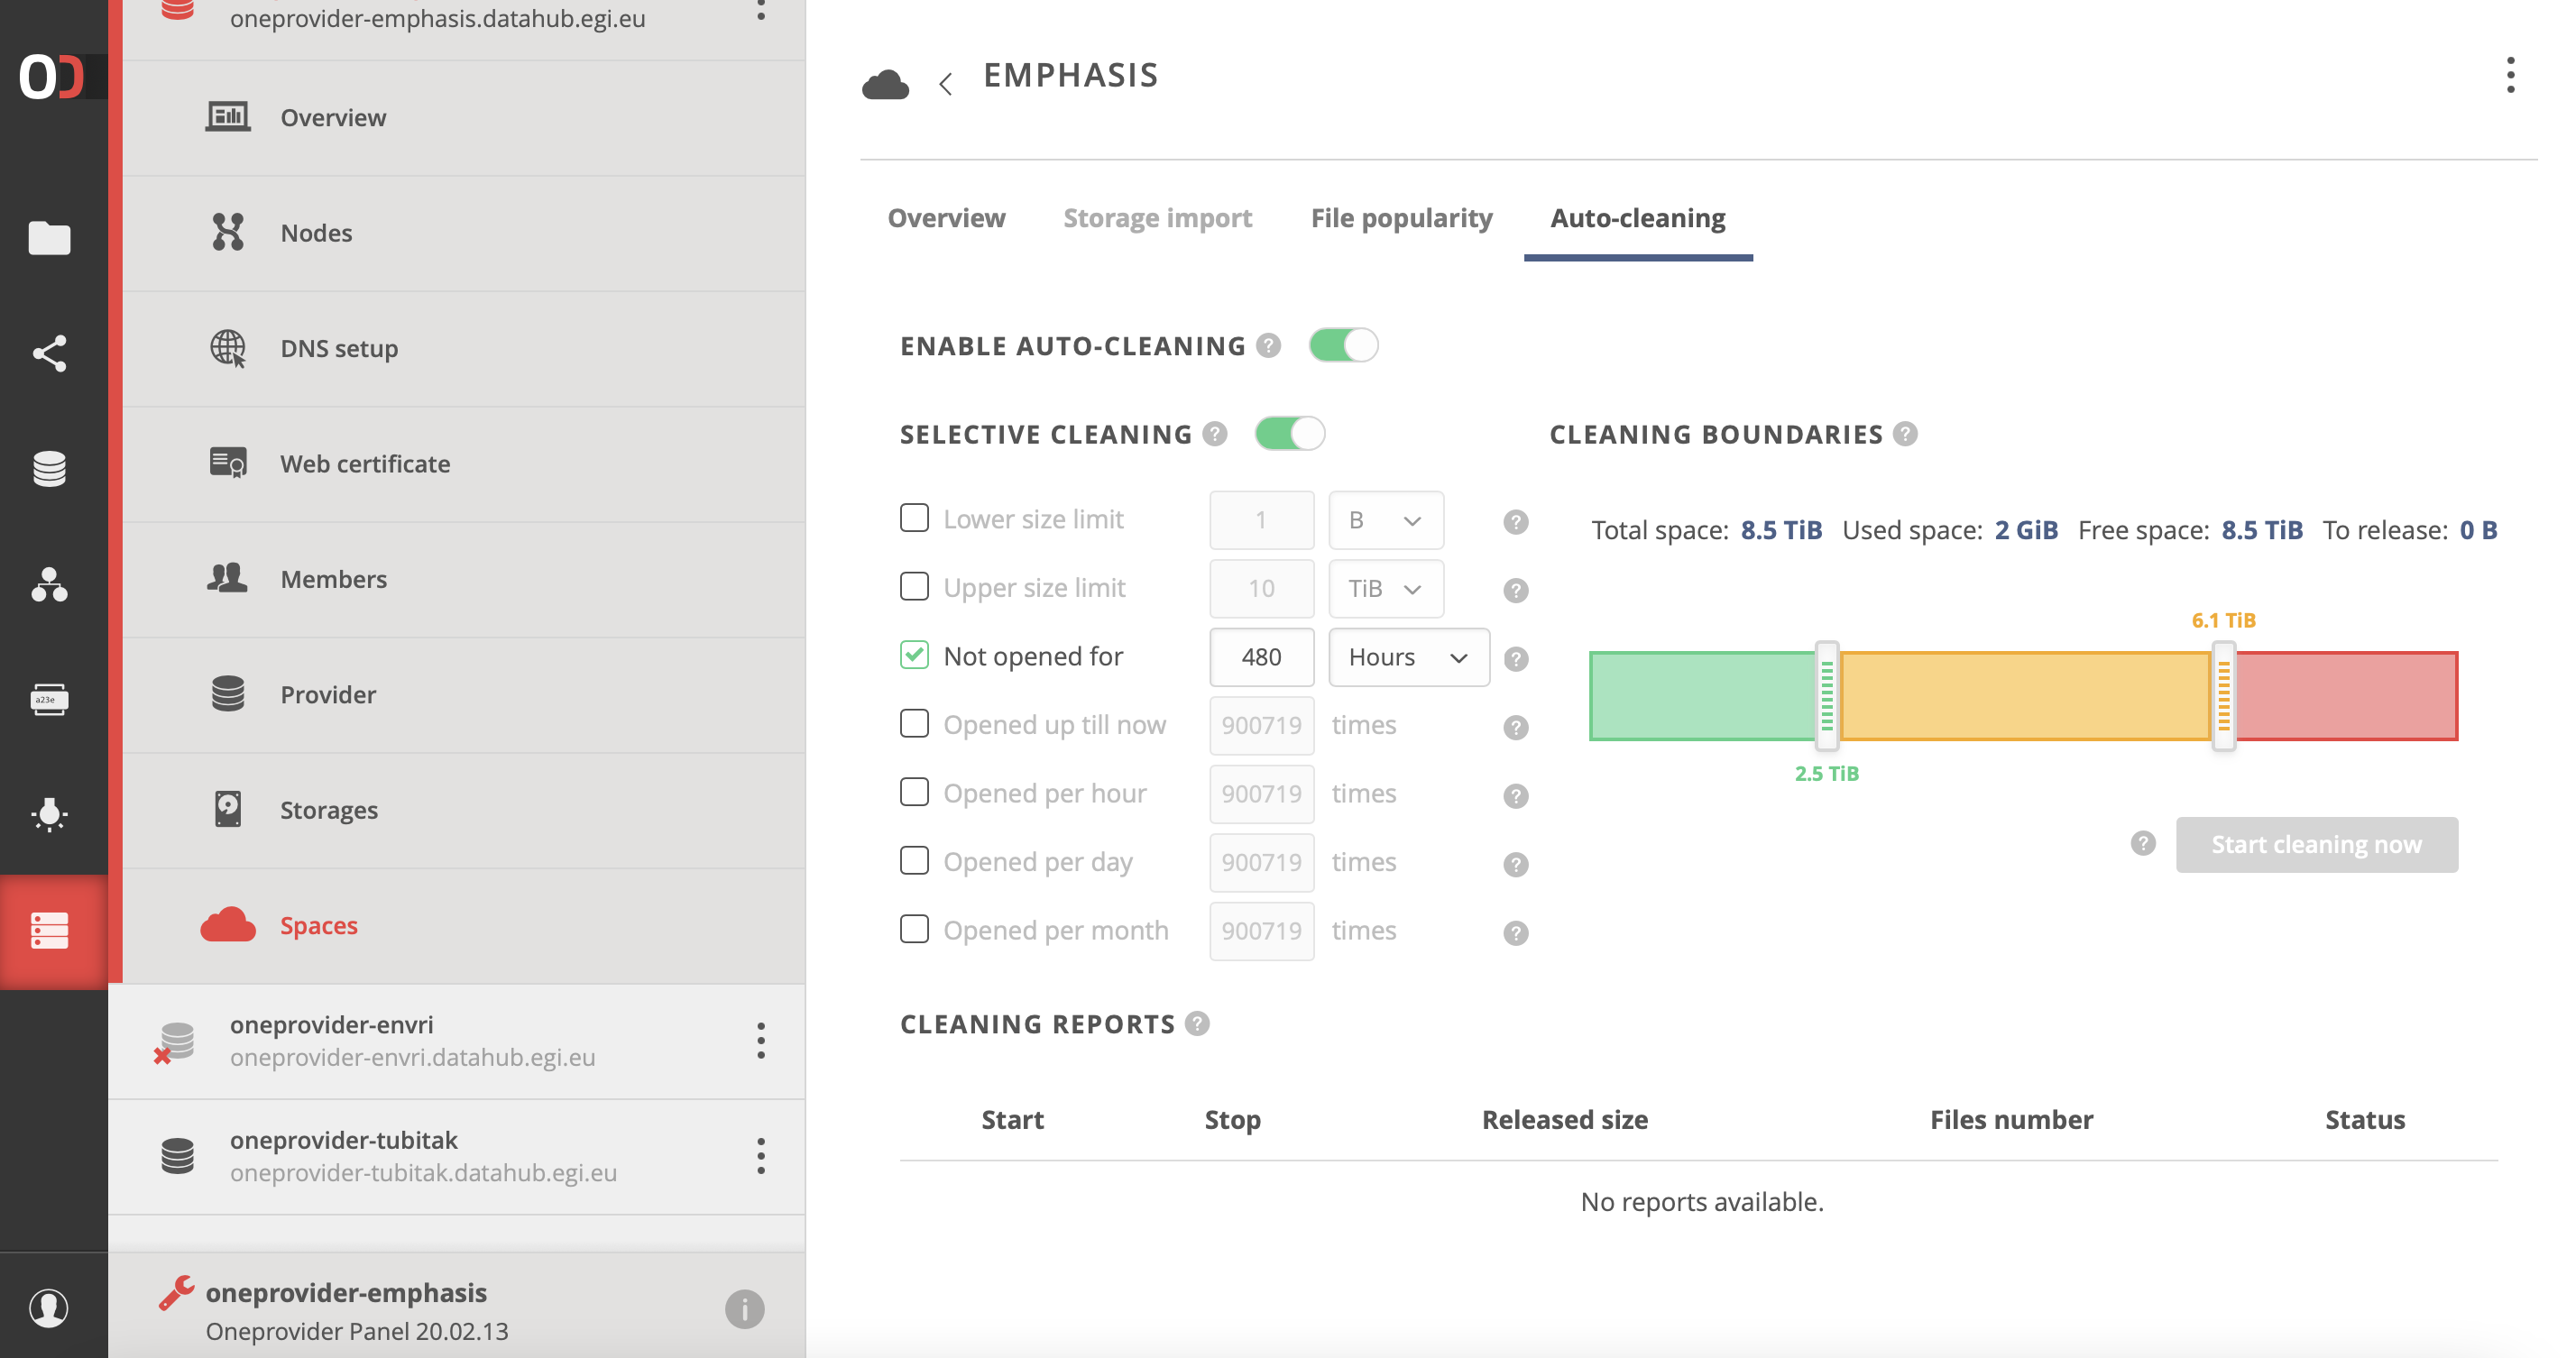 OD
oneprovider-emphasis.datahub.egi.eu
Overview
Nodes
DNS setup
Web certificate
Members
Provider
Storages
Spaces
a23e
oneprovider-envri
oneprovider-envri.datahub.egi.eu
oneprovider-tubitak
oneprovider-tubitak.datahub.egi.eu
oneprovider-emphasis
Oneprovider Panel 20.02.13
i
EMPHASIS
Overview Storage import File popularity Auto-cleaning
ENABLE AUTO-CLEANING ?
SELECTIVE CLEANING ?
Lower size limit 1 B ?
Upper size limit 10 TiB ?
Not opened for 480 Hours ?
Opened up till now 900719 times ?
Opened per hour 900719 times ?
Opened per day 900719 times ?
Opened per month 900719 times ?
CLEANING BOUNDARIES ?
Total space: 8.5 TiB Used space: 2 GiB Free space: 8.5 TiB To release: 0 B
6.1 TiB
2.5 TiB
? Start cleaning now
CLEANING REPORTS ?
Start Stop Released size Files number Status
No reports available.